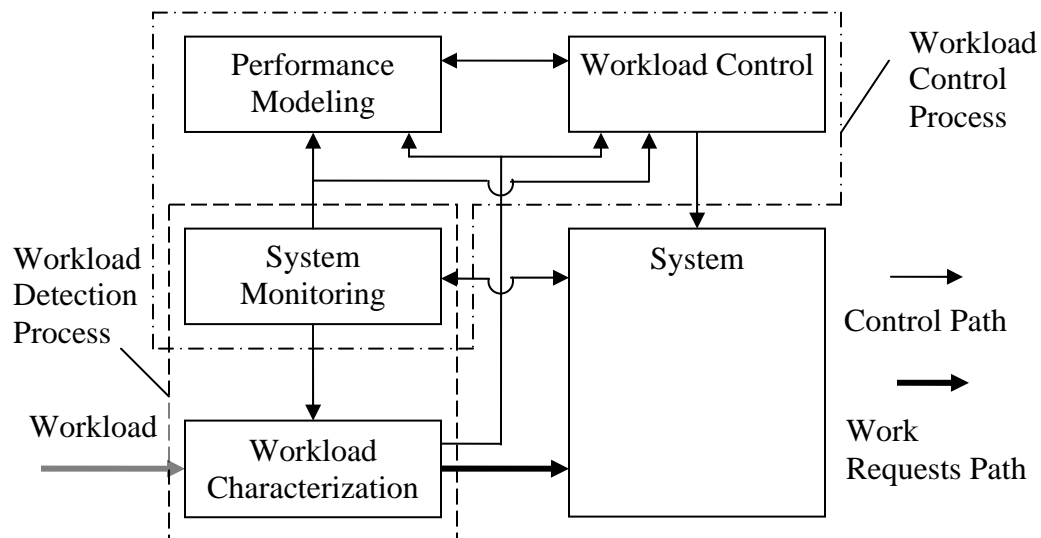 Performance
Modeling
Workload Control
Workload
Control
Process
System
Monitoring
System
Workload
Detection
Process
Control Path
Workload
Workload
Characterization
Work
Requests Path